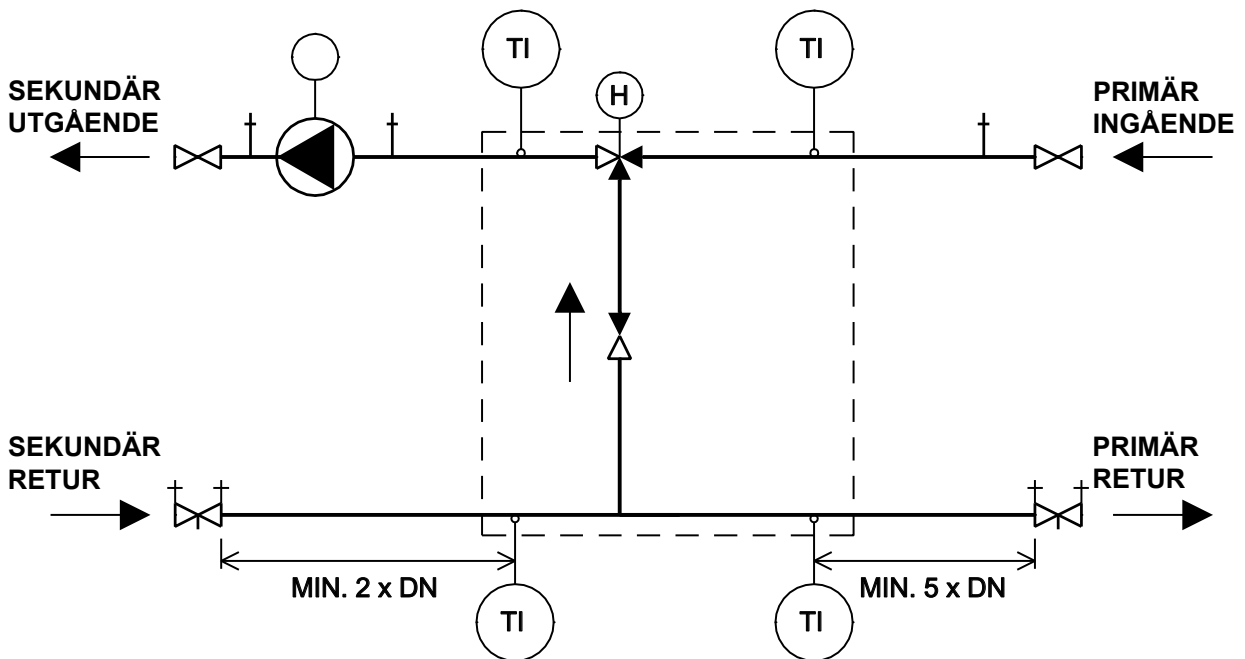 TI
TI
H
SEKUNDÄR
UTGÅENDE
PRIMÄR
INGÅENDE
SEKUNDÄR
RETUR
PRIMÄR
RETUR
MIN. 2 x DN
MIN. 5 x DN
TI
TI